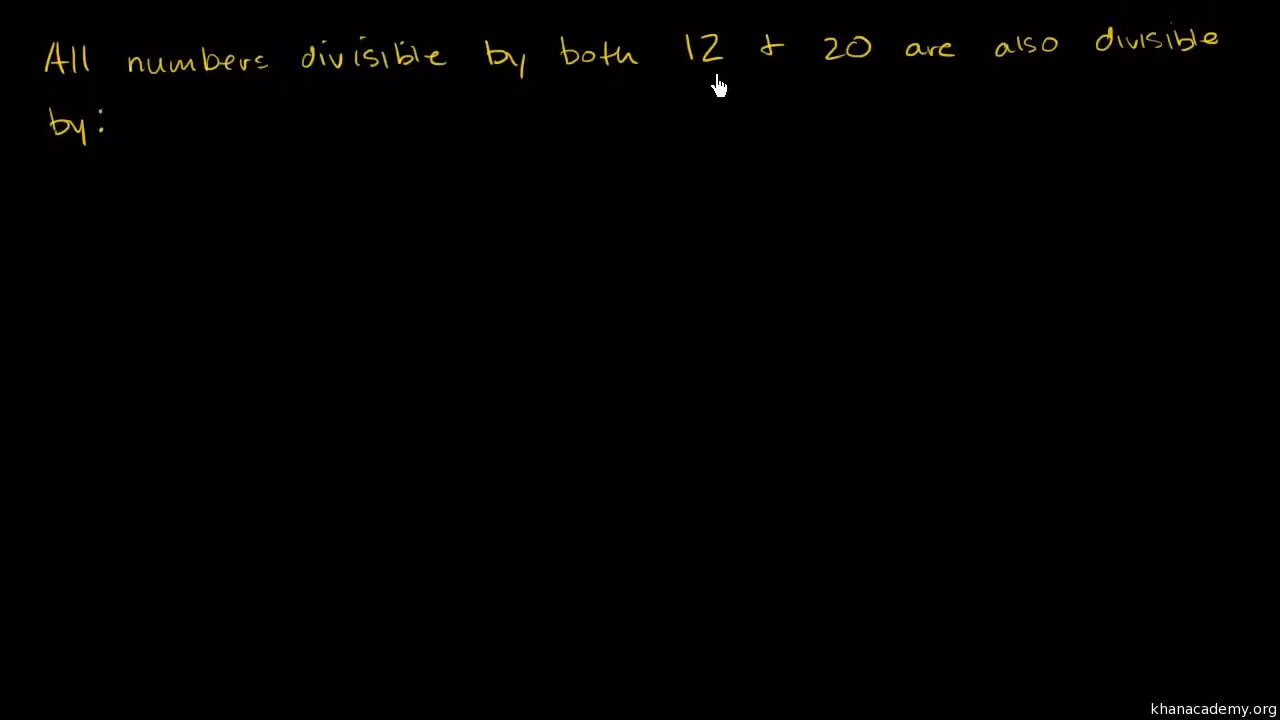 All numbers divisible by both 12 + 20 are also divisible
by:
khanacademy.org